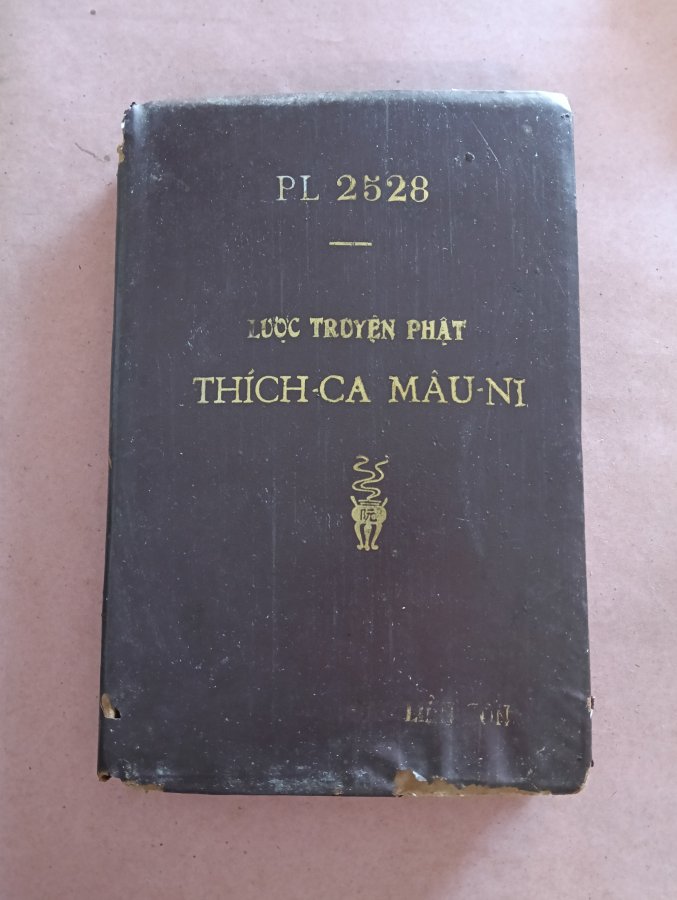 PL 2528
LƯỢC TRUYỆN PHẬT
THÍCH-CA MÂU-NI